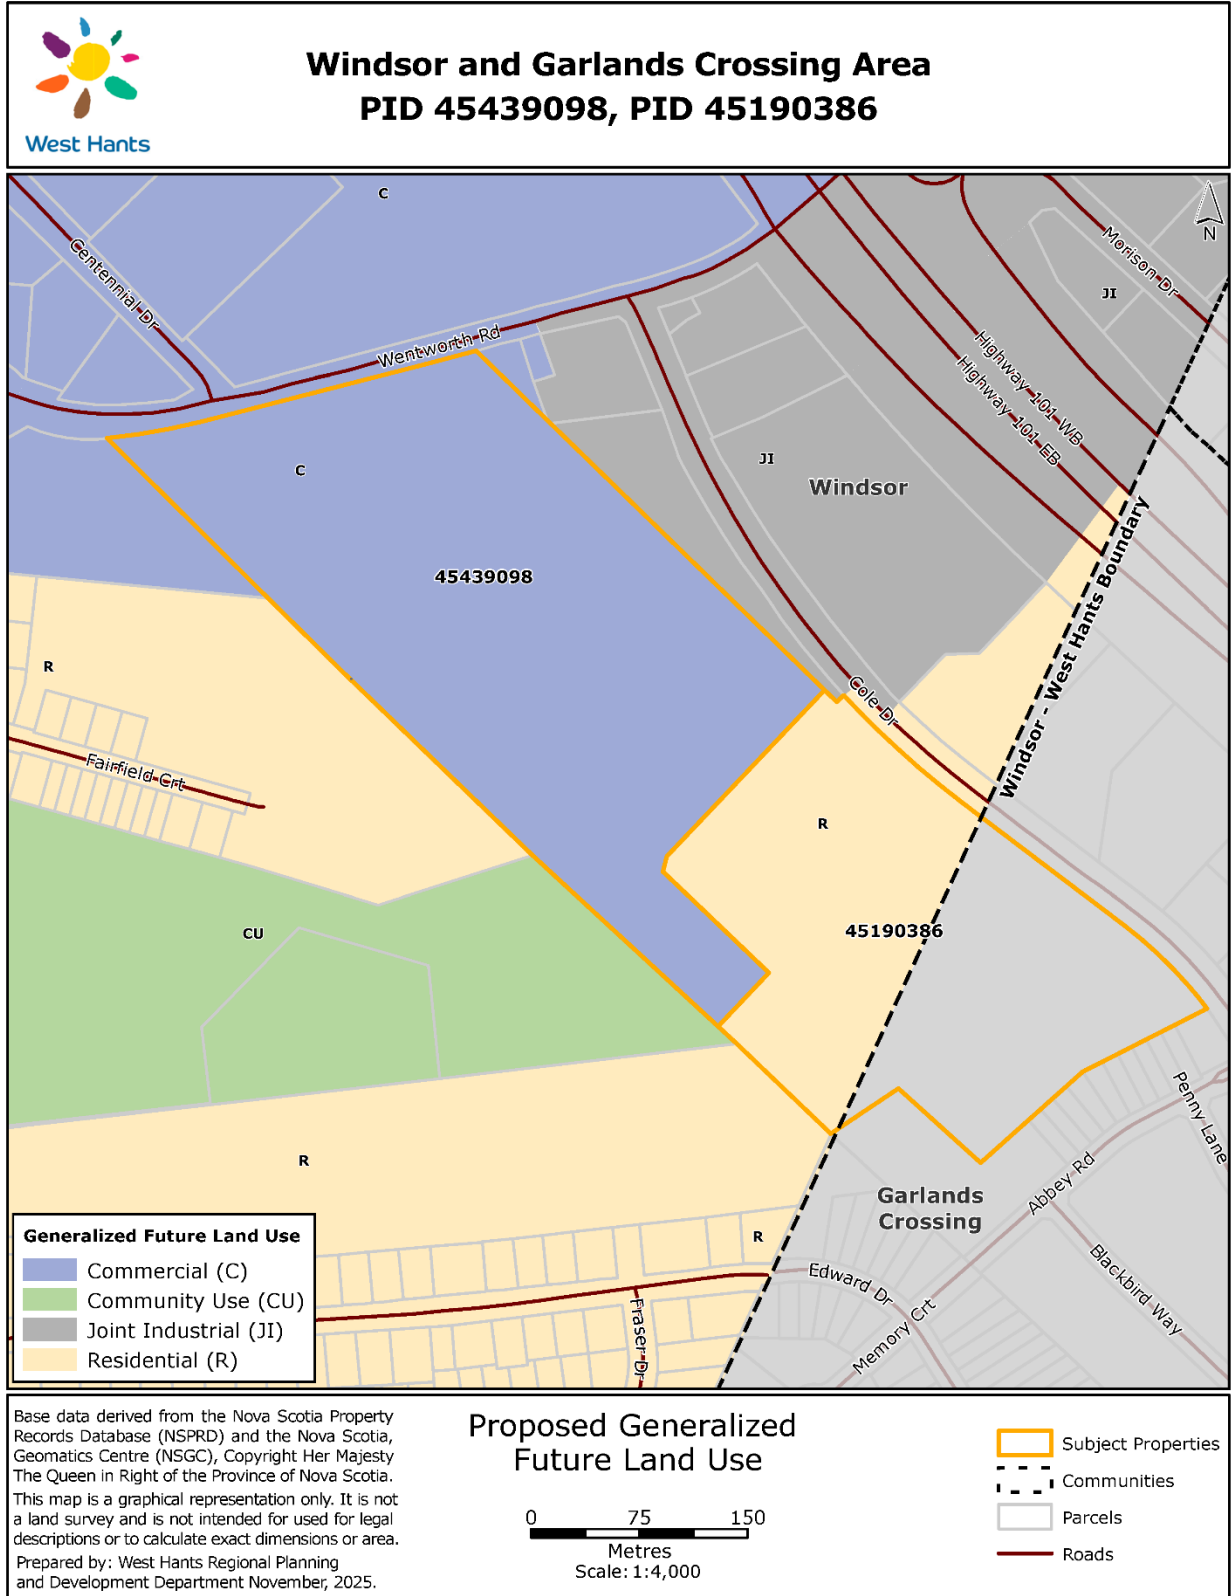 West Hants
Windsor and Garlands Crossing Area
PID 45439098, PID 45190386
C
N
Morison Dr
Centennial Dr
JI
Wentworth Rd
Highway 101 WB
Highway 101 EB
C
JI
Windsor
45439098
Windsor - West Hants Boundary
R
Cole Dr
Fairfield Crt
R
CU
45190386
Penny Lane
R
Abbey Rd
Garlands
Crossing
R
Edward Dr
Blackbird Way
Memory Crt
Fraser Dr
Generalized Future Land Use
Commercial (C)
Community Use (CU)
Joint Industrial (JI)
Residential (R)
Base data derived from the Nova Scotia Property
Records Database (NSPRD) and the Nova Scotia,
Geomatics Centre (NSGC), Copyright Her Majesty
The Queen in Right of the Province of Nova Scotia.
This map is a graphical representation only. It is not
a land survey and is not intended for used for legal
descriptions or to calculate exact dimensions or area.
Prepared by: West Hants Regional Planning
and Development Department November, 2025.
Proposed Generalized
Future Land Use
0 75 150
Metres
Scale: 1:4,000
Subject Properties
Communities
Parcels
Roads